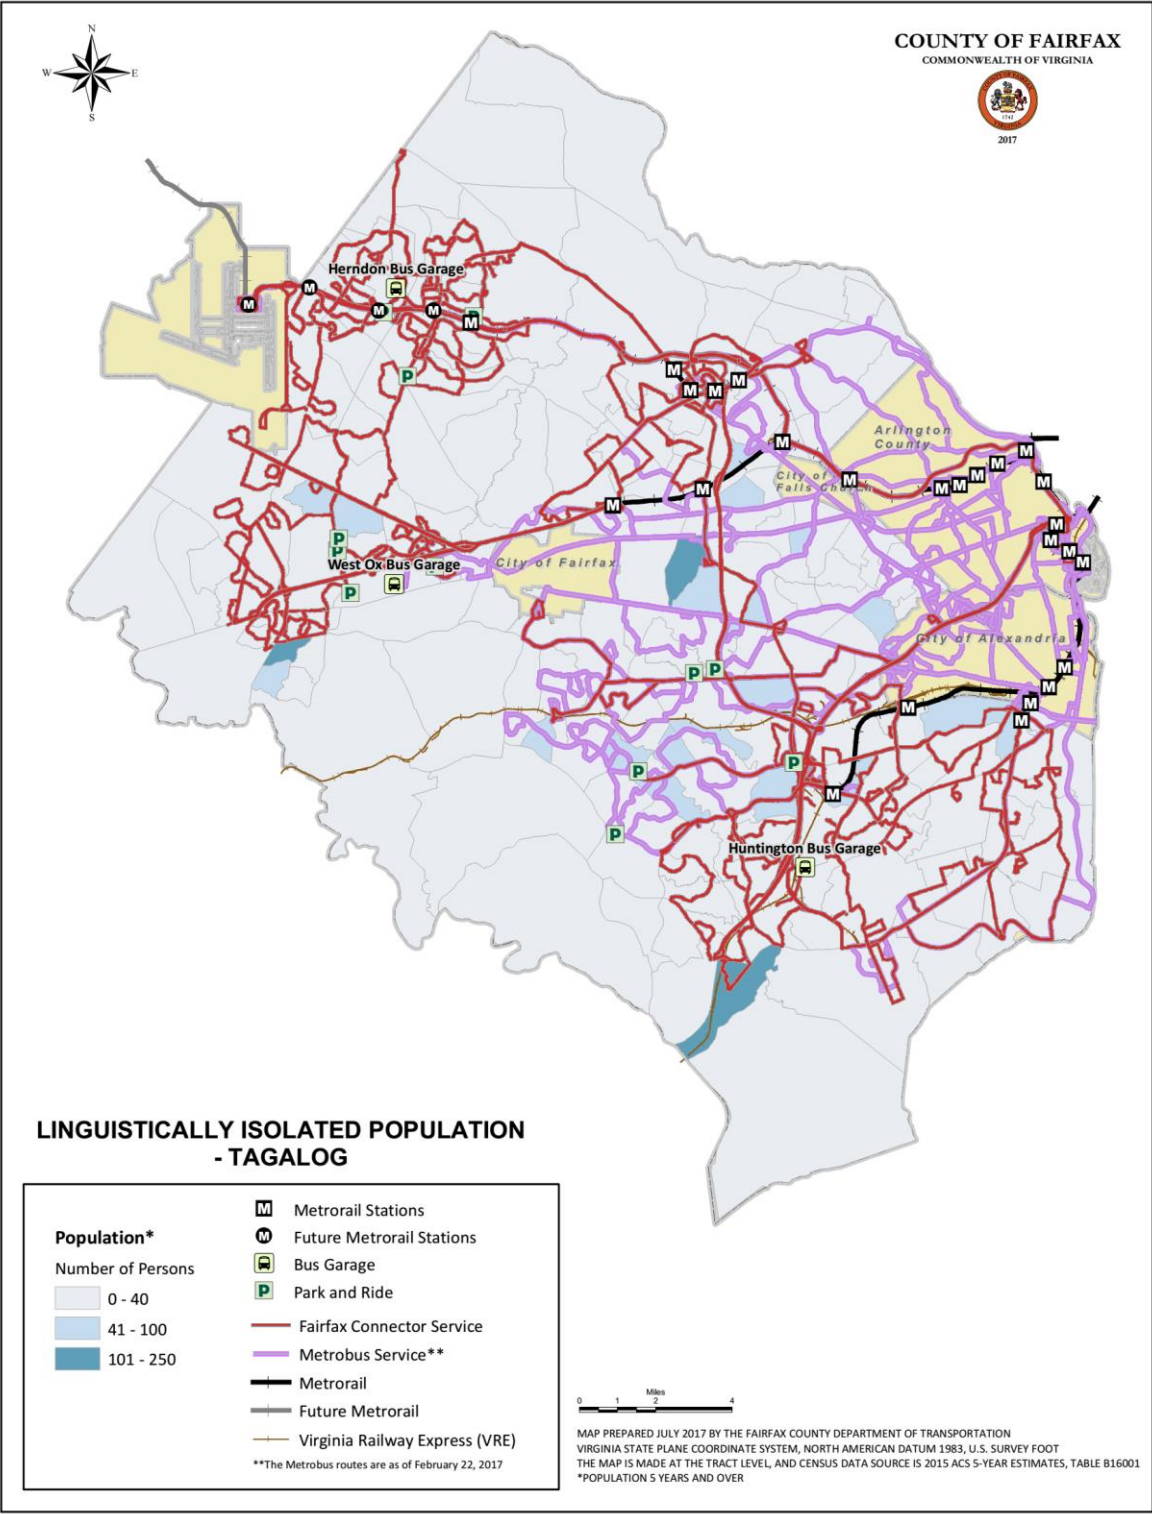 N
W
E
S
COUNTY OF FAIRFAX
COMMONWEALTH OF VIRGINIA
COUNTY OF FAIRFAX
1742
VIRGINIA
2017
Herndon Bus Garage
M
M
M
M
M
P
P
M
M
M
M
Arlington
County
M
City of
Falls Church
M
M
M
M
M
M
M
M
M
M
P
P
West Ox Bus Garage
P
City of Fairfax
M
M
M
M
City of Alexandria
P
P
M
M
M
M
M
P
P
M
P
Huntington Bus Garage
LINGUISTICALLY ISOLATED POPULATION
- TAGALOG
Population*
Number of Persons
0 - 40
41 - 100
101 - 250
M Metrorail Stations
M Future Metrorail Stations
Bus Garage
P Park and Ride
Fairfax Connector Service
Metrobus Service**
Metrorail
Future Metrorail
Virginia Railway Express (VRE)
**The Metrobus routes are as of February 22, 2017
Miles
0 1 2 4
MAP PREPARED JULY 2017 BY THE FAIRFAX COUNTY DEPARTMENT OF TRANSPORTATION
VIRGINIA STATE PLANE COORDINATE SYSTEM, NORTH AMERICAN DATUM 1983, U.S. SURVEY FOOT
THE MAP IS MADE AT THE TRACT LEVEL, AND CENSUS DATA SOURCE IS 2015 ACS 5-YEAR ESTIMATES, TABLE B16001
*POPULATION 5 YEARS AND OVER